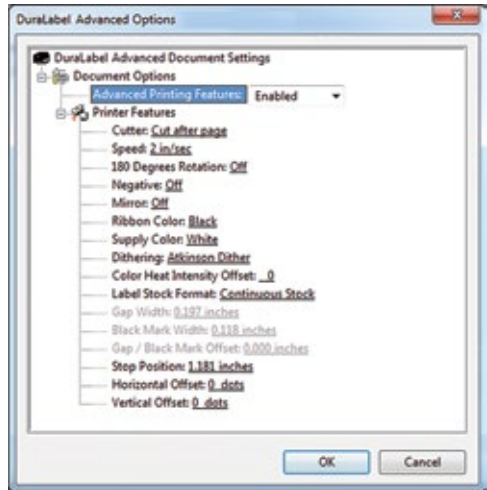 DuraLabel Advanced Options
DuraLabel Advanced Document Settings
Document Options
Advanced Printing Features: Enabled
Printer Features
Cutter: Cut after page
Speed: 2 in/sec
180 Degrees Rotation: Off
Negative: Off
Mirror: Off
Ribbon Color: Black
Supply Color: White
Dithering: Atkinson Dither
Color Heat Intensity Offset: 0
Label Stock Format: Continuous Stock
Gap Width: 0.197 inches
Black Mark Width: 0.118 inches
Gap / Black Mark Offset: 0.000 inches
Stop Position: 1.181 inches
Horizontal Offset: 0 dots
Vertical Offset: 0 dots
OK Cancel